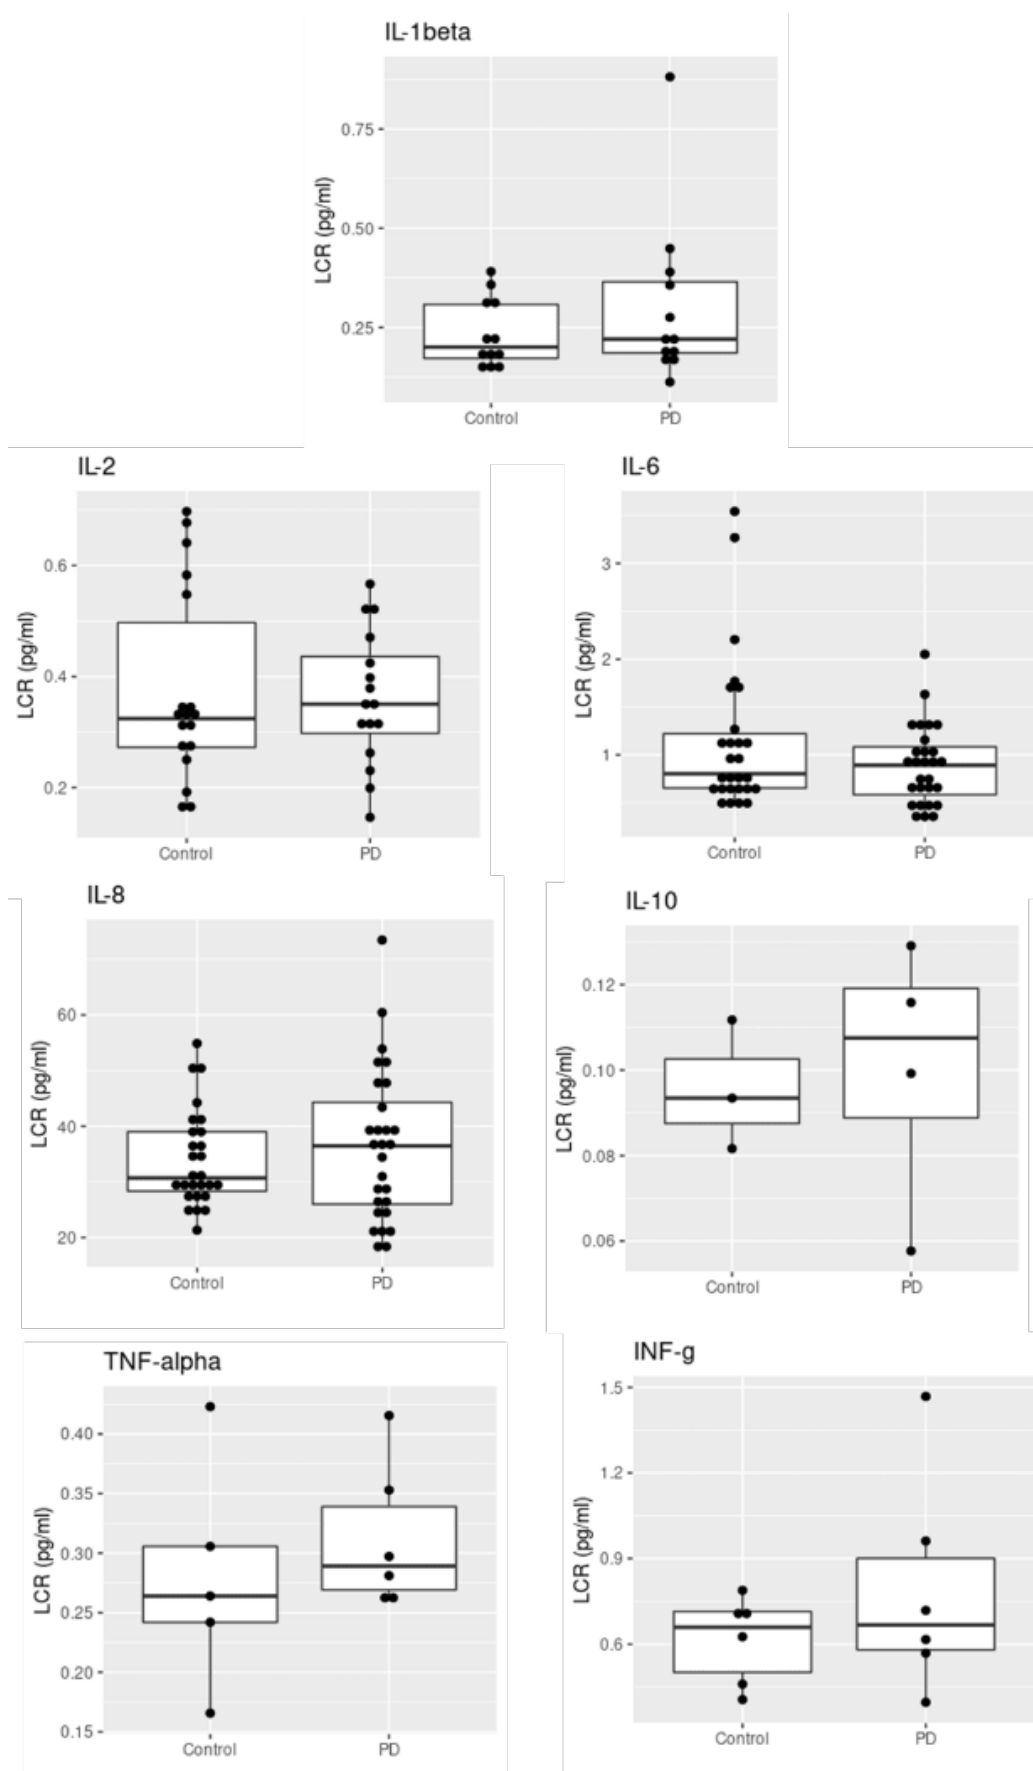 IL-1beta
LCR (pg/ml)
0.75
0.50
0.25
Control PD
IL-2
LCR (pg/ml)
0.6
0.4
0.2
Control PD
IL-6
LCR (pg/ml)
3
2
1
Control PD
IL-8
LCR (pg/ml)
60
40
20
Control PD
IL-10
LCR (pg/ml)
0.12
0.10
0.08
0.06
Control PD
TNF-alpha
LCR (pg/ml)
0.40
0.35
0.30
0.25
0.20
0.15
Control PD
INF-g
LCR (pg/ml)
1.5
1.2
0.9
0.6
Control PD